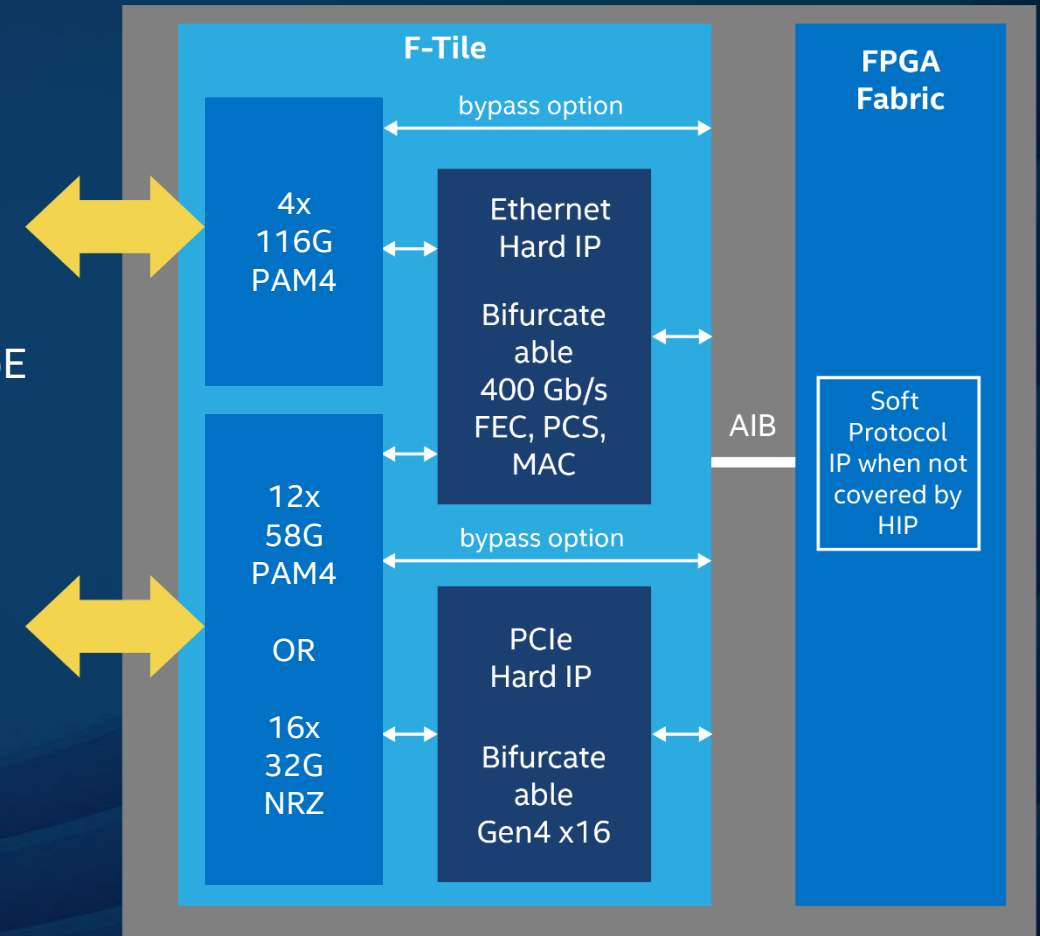 F-Tile
FPGA
Fabric
bypass option
4x
116G
PAM4
Ethernet
Hard IP
Bifurcate
able
400 Gb/s
FEC, PCS,
MAC
E
AIB
Soft
Protocol
IP when not
covered by
HIP
12x
58G
PAM4
OR
16x
32G
NRZ
bypass option
PCIe
Hard IP
Bifurcate
able
Gen4 x16